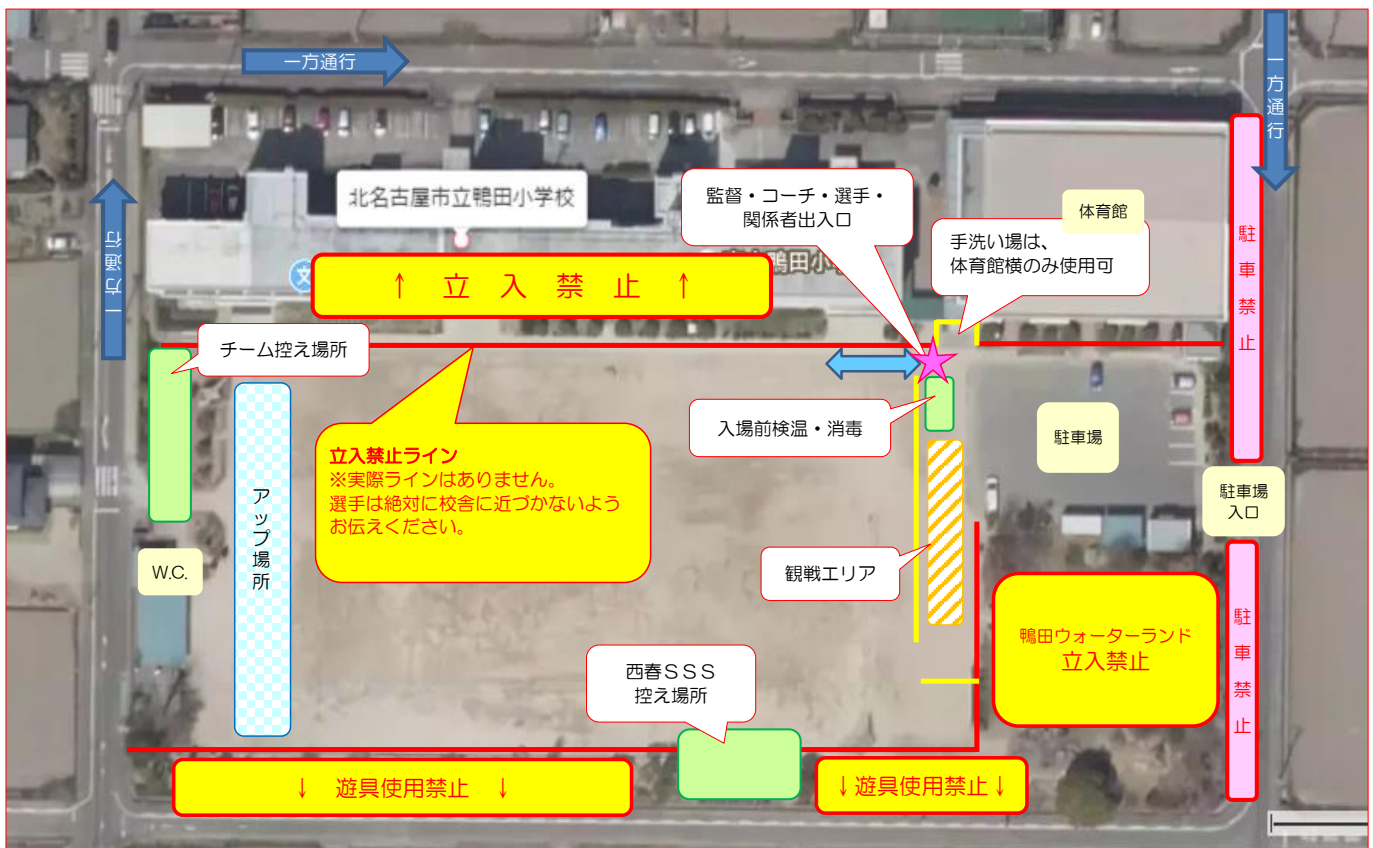 一方通行
一方通行
北名古屋市立鴨田小学校
監督・コーチ・選手・
関係者出入口
体育館
手洗い場は、
体育館横のみ使用可
一方通行
文
鴨田小
↑ 立 入 禁 止 ↑
駐車禁止
チーム控え場所
入場前検温・消毒
駐車場
立入禁止ライン
※実際ラインはありません。
選手は絶対に校舎に近づかないよう
お伝えください。
アップ場所
駐車場
入口
W.C.
観戦エリア
鴨田ウォーターランド
立入禁止
駐車禁止
西春SSS
控え場所
↓ 遊具使用禁止 ↓
↓遊具使用禁止↓